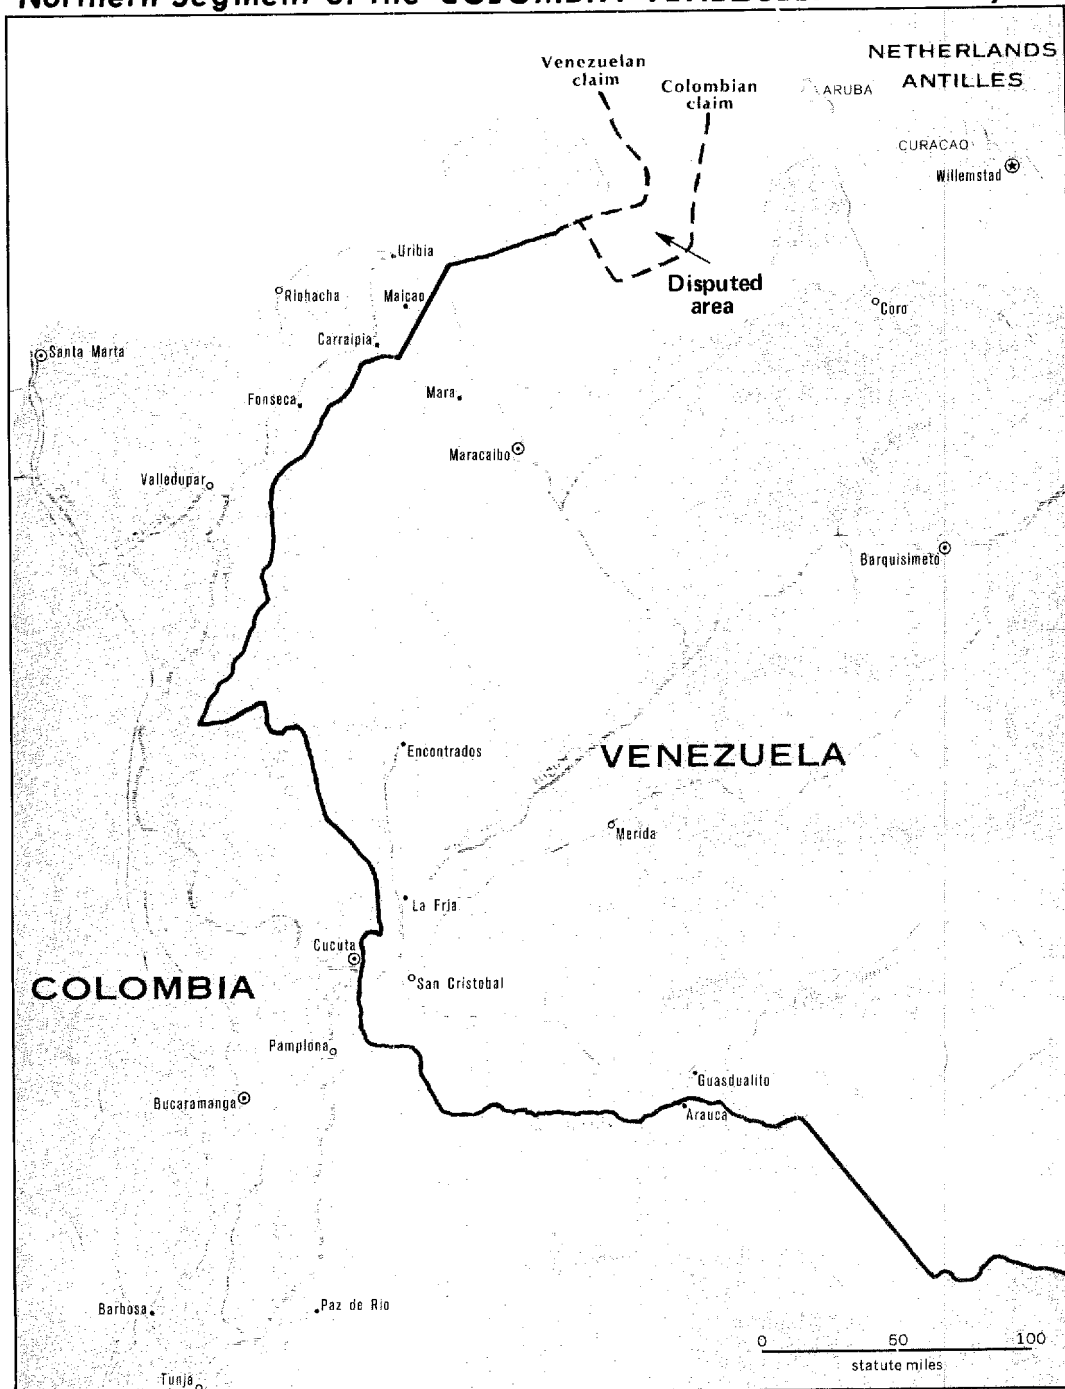 Northern Segment of the COLOMBIA
Venezuelan
claim
Colombian
claim
NETHERLANDS
ANTILLES
ARUBA
CURACAO
Willemstad
Uribia
Riohacha
Maicao
Disputed
area
Coro
Carraipia
Santa Marta
Fonseca
Mara
Maracaibo
Valledupar
Barquisimeto
Encontrados
VENEZUELA
Merida
La Fria
Cucuta
COLOMBIA
San Cristobal
Pamplona
Guasdualito
Bucaramanga
Arauca
Barbosa
Paz de Rio
0 50 100
statute miles
Tunja